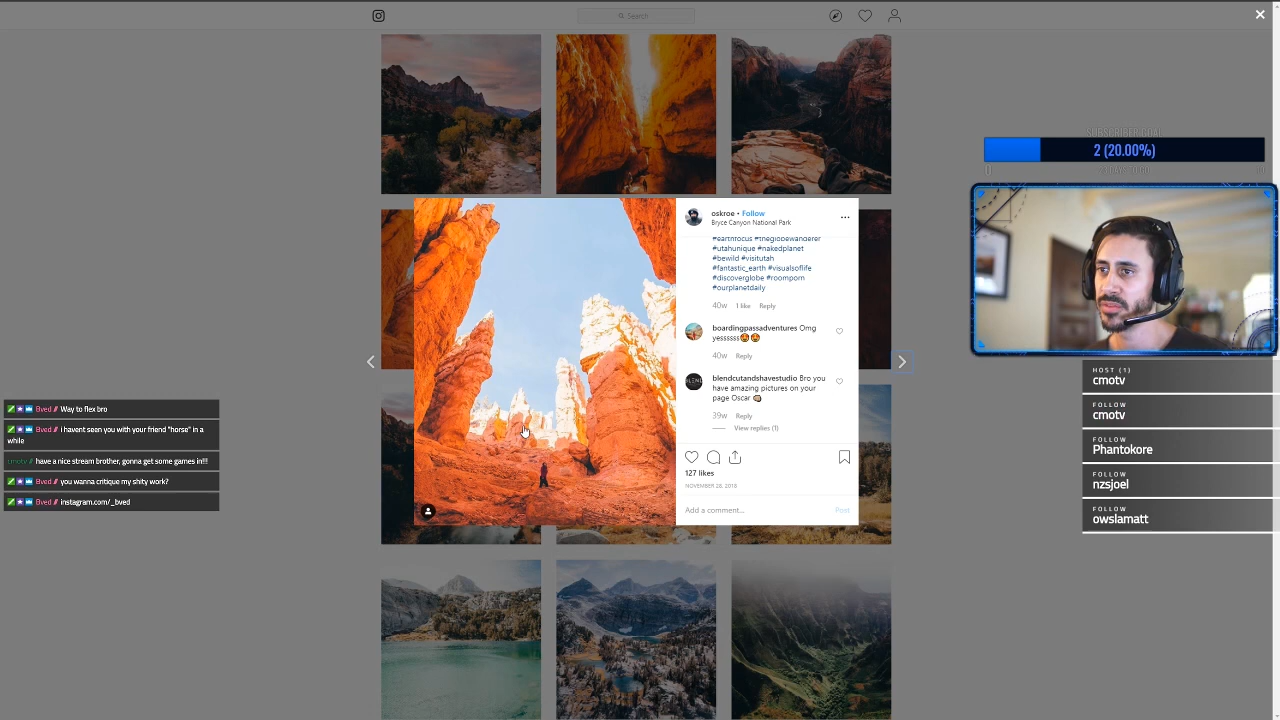 Search
SUBSCRIBER GOAL
2 (20.00%)
oskroe • Follow
Bryce Canyon National Park
#earthfocus #theglobewanderer
#utahunique #nakedplanet
#bewild #visitutah
#fantastic_earth #visualsoflife
#discoverglobe #roomporn
#ourplanetdaily
40w 1 like Reply
boardingpassadventures Omg
yessssss😍😍
40w Reply
blendcutandshavestudio Bro you
have amazing pictures on your
page Oscar
39w Reply
View replies (1)
127 likes
NOVEMBER 28, 2018
Add a comment...
Post
Bved // Way to flex bro
Bved // i havent seen you with your friend "horse" in a
while
cmotv // have a nice stream brother, gonna get some games in!!!
Bved // you wanna critique my shity work?
Bved // instagram.com/_bved
HOST (1)
cmotv
FOLLOW
cmotv
FOLLOW
Phantokore
FOLLOW
nzsjoel
FOLLOW
owslamatt